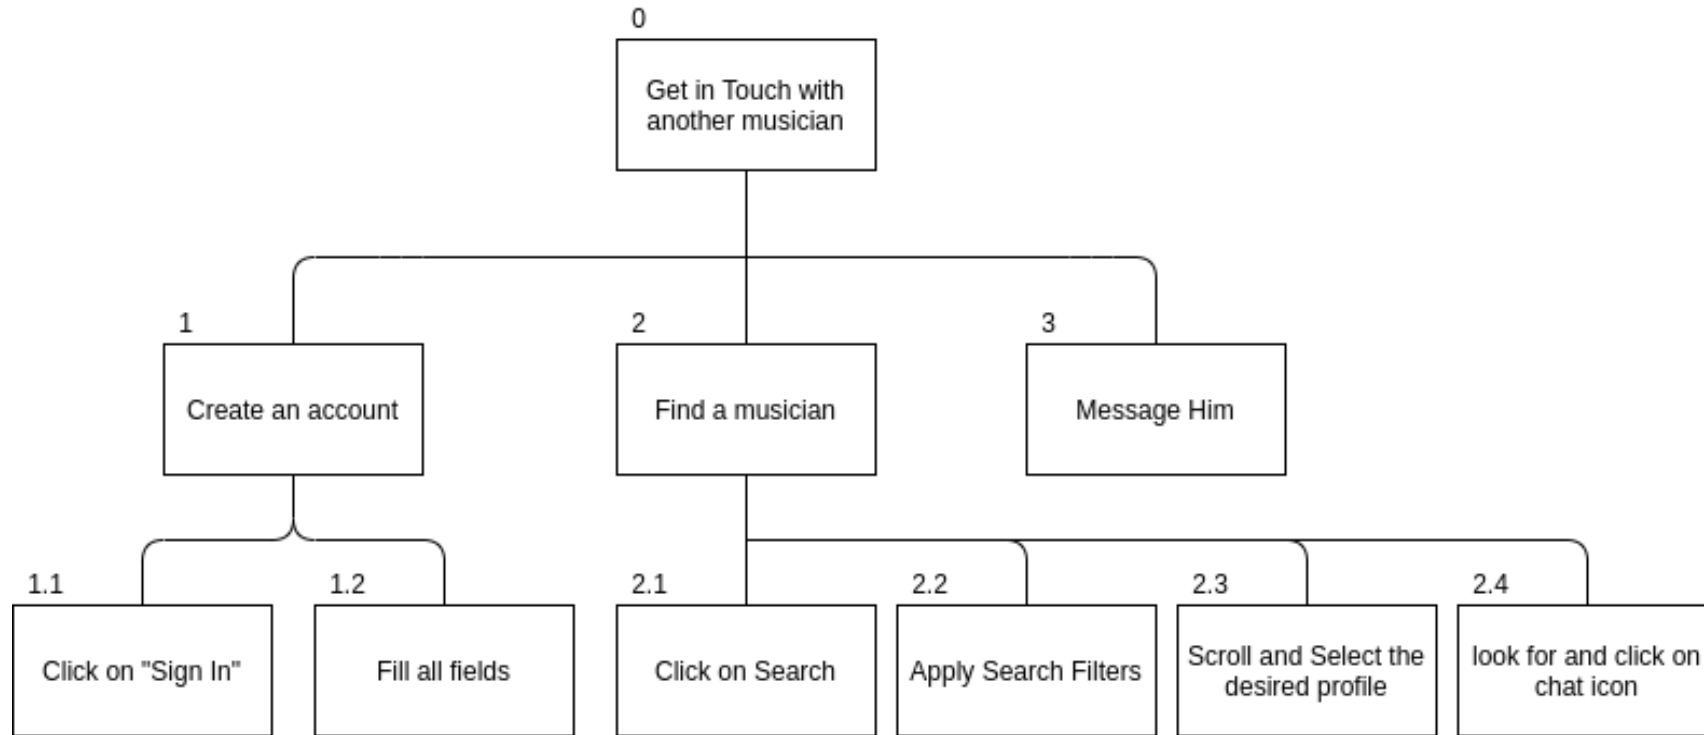 0
Get in Touch with
another musician
1
Create an account
2
Find a musician
3
Message Him
1.1
Click on "Sign In"
1.2
Fill all fields
2.1
Click on Search
2.2
Apply Search Filters
2.3
Scroll and Select the
desired profile
2.4
look for and click on
chat icon